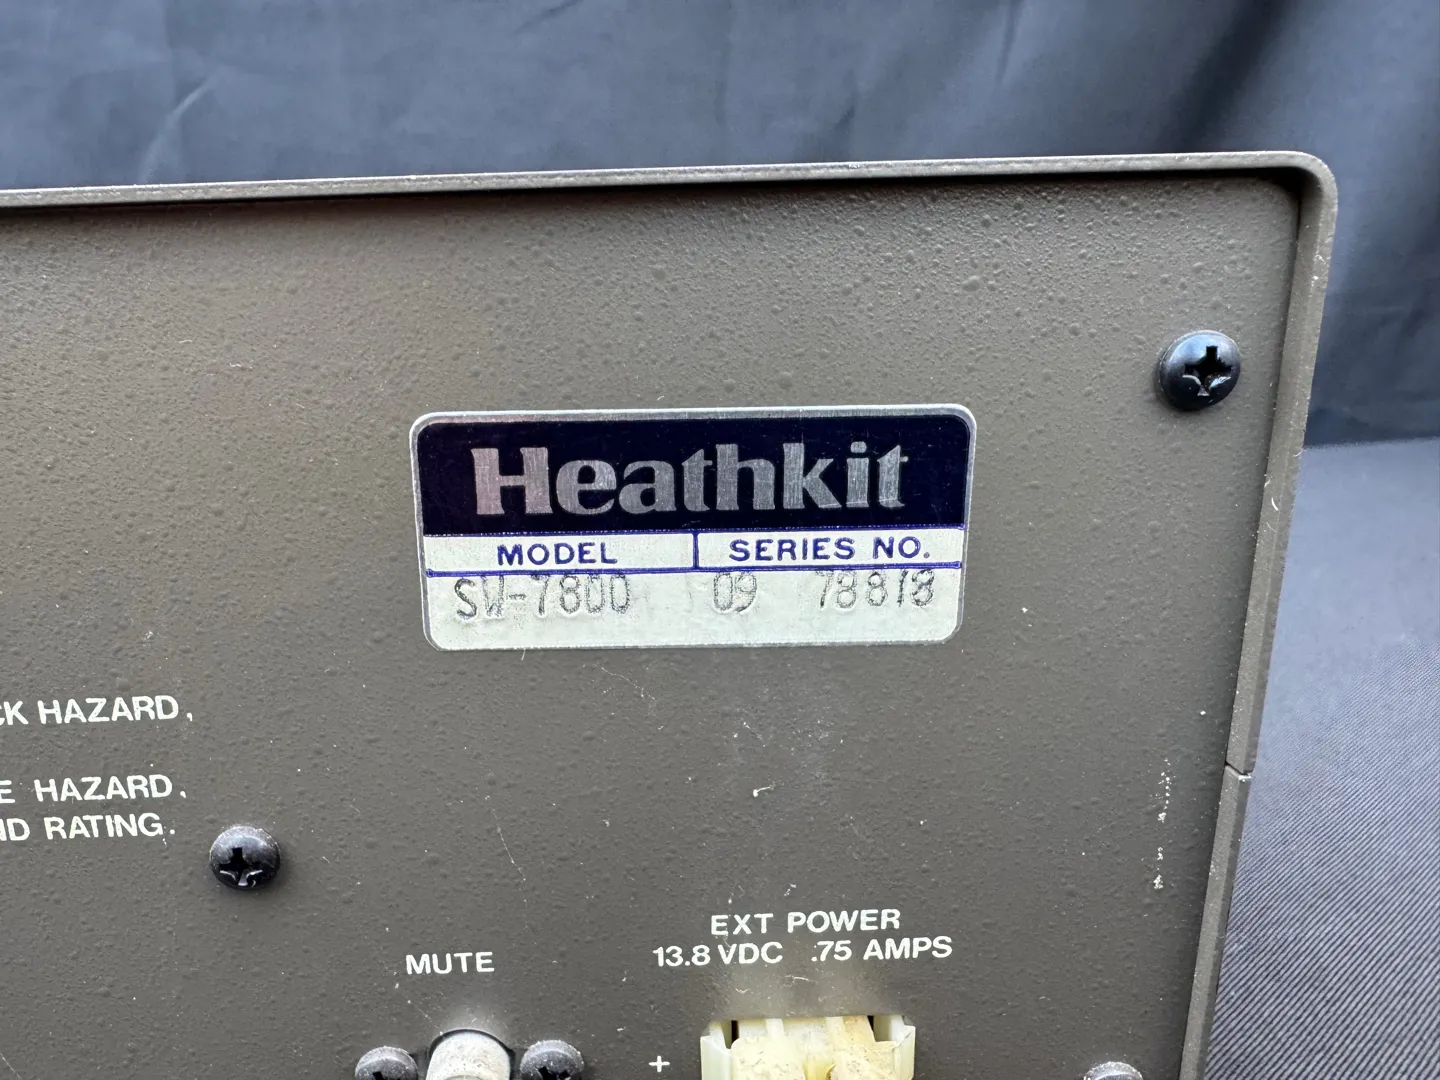 Heathkit
MODEL SERIES NO.
SW-7800 09 78818
CK HAZARD.
E HAZARD.
ND RATING.
EXT POWER
MUTE 13.8 VDC .75 AMPS
+